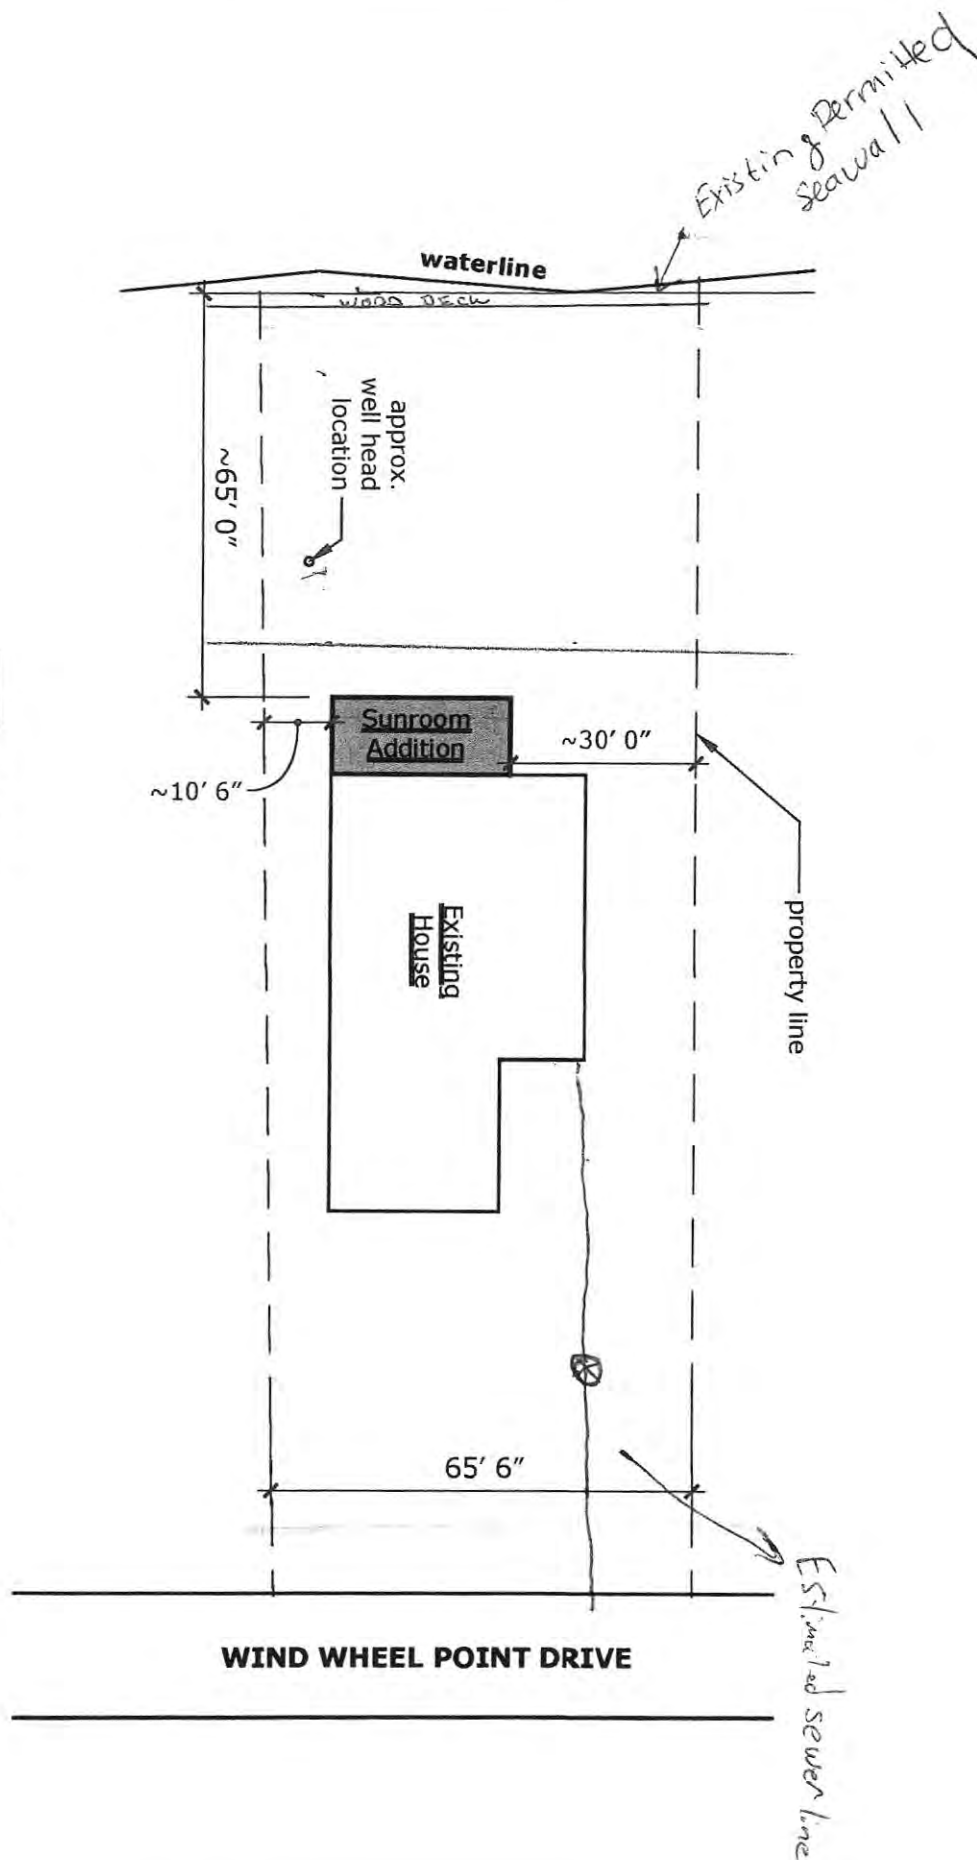 Existing Permitted
seawall
waterline
WOOD DECK
approx.
well head
location
~65' 0"
Sunroom
Addition
~30' 0"
~10' 6"
property line
Existing
House
65' 6"
Estimated sewer line
WIND WHEEL POINT DRIVE